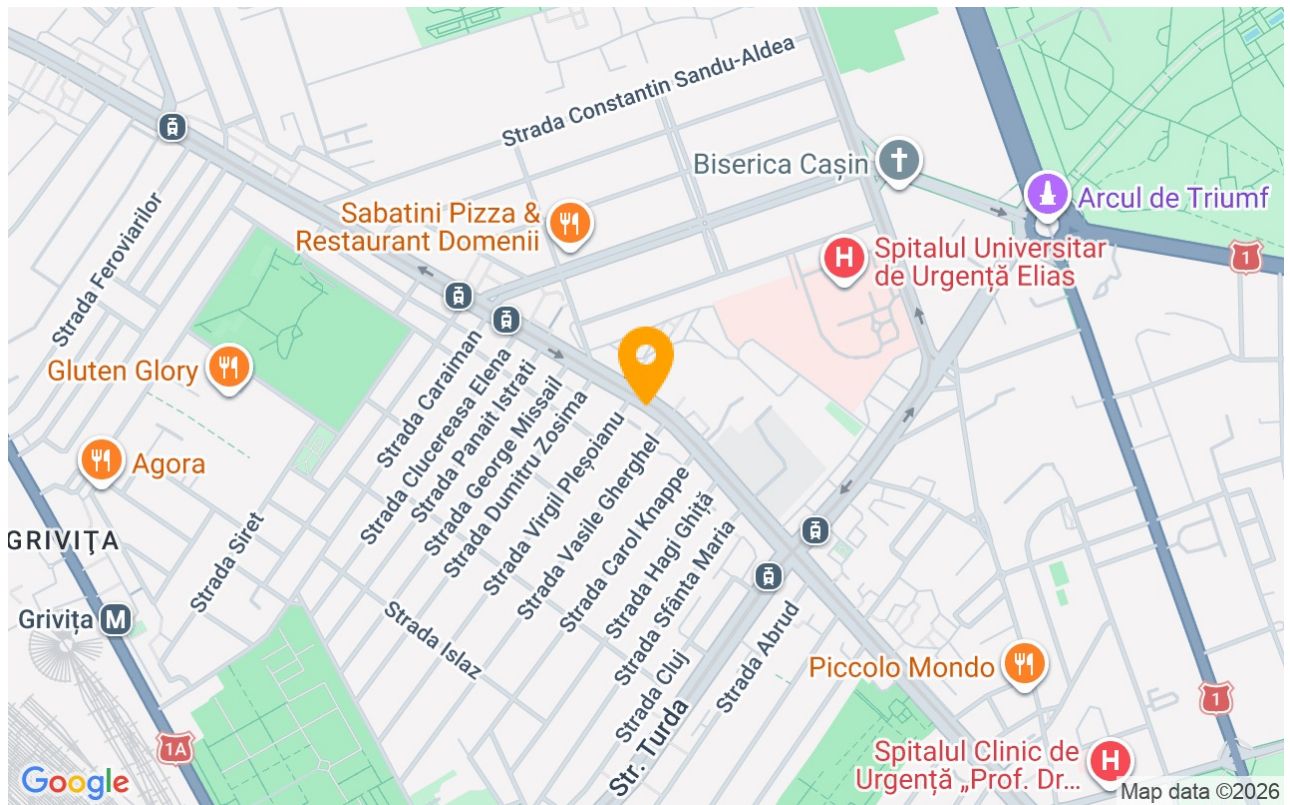 Strada Constantin Sandu-Aldea
Biserica Cașin
Arcul de Triumf
Sabatini Pizza &
Restaurant Domenii
Spitalul Universitar
de Urgență Elias
1
Strada Feroviarilor
Gluten Glory
Agora
Strada Caraiman
Strada Clucereasa Elena
Strada Panait Istrati
Strada George Missail
Strada Dumitru Zosima
Strada Virgil Pleșoianu
Strada Vasile Gherghel
Strada Carol Knappe
Strada Hagi Ghiță
Strada Sfânta Maria
Strada Cluj
Str. Turda
Strada Abrud
GRIVIȚA
Strada Siret
Grivița M
Strada Islaz
Piccolo Mondo
1
1A
Spitalul Clinic de
Urgență „Prof. Dr...
Google
Map data ©2026